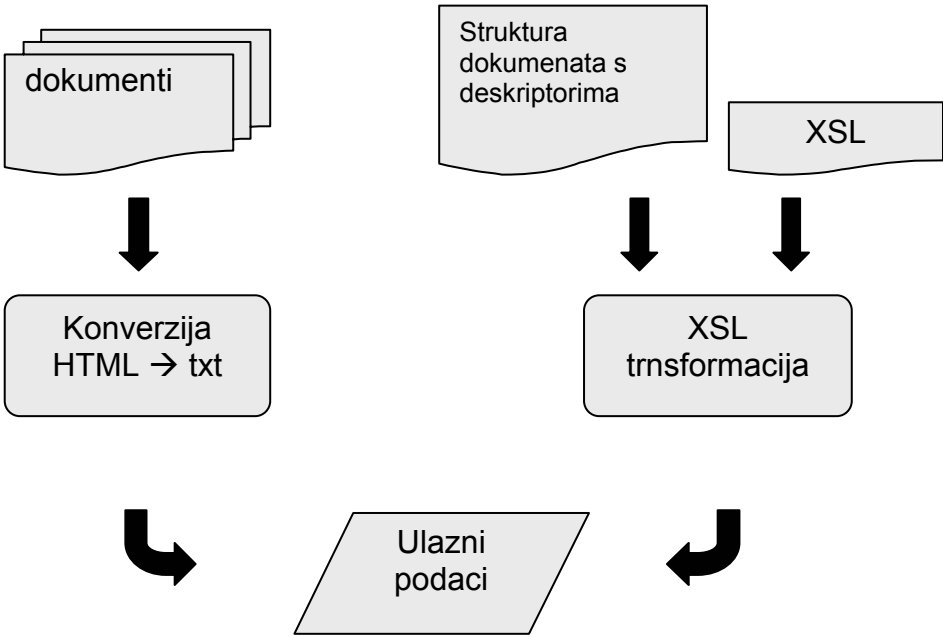 dokumenti
Struktura
dokumenata s
deskriptorima
XSL
Konverzija
HTML → txt
XSL
trnsformacija
Ulazni
podaci